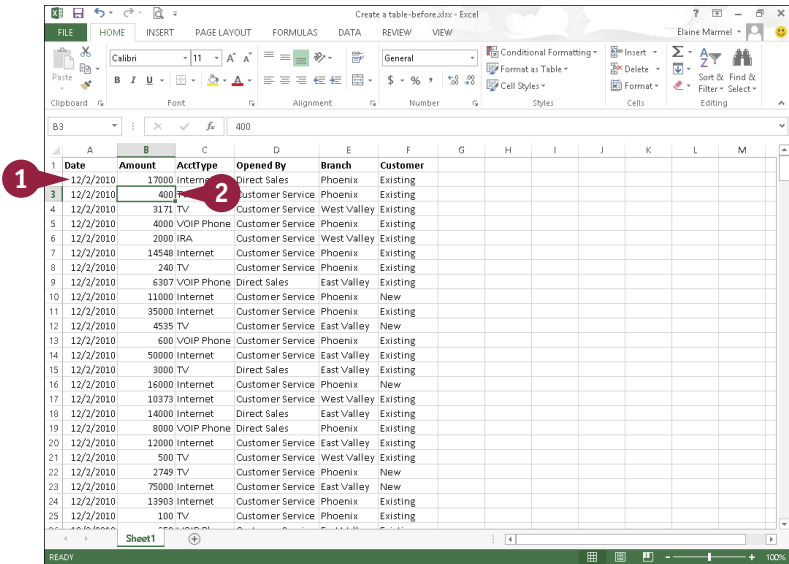 Create a table-before.xlsx - Excel
FILE HOME INSERT PAGE LAYOUT FORMULAS DATA REVIEW VIEW Elaine Marmel
Paste
Calibri 11
B I U
General
$ - % ,
Conditional Formatting
Format as Table
Cell Styles
Insert
Delete
Format
Sort & Find &
Filter Select
Clipboard Font Alignment Number Styles Cells Editing
B3 fx 400
A B C D E F G H I J K L M
1 Date Amount AcctType Opened By Branch Customer
1 12/2/2010 17000 Internet Direct Sales Phoenix Existing
3 12/2/2010 400 2 Customer Service Phoenix Existing
4 12/2/2010 3171 TV Customer Service West Valley Existing
5 12/2/2010 4000 VOIP Phone Customer Service Phoenix Existing
6 12/2/2010 2000 IRA Customer Service West Valley Existing
7 12/2/2010 14548 Internet Customer Service Phoenix Existing
8 12/2/2010 240 TV Customer Service Phoenix Existing
9 12/2/2010 6307 VOIP Phone Direct Sales East Valley Existing
10 12/2/2010 11000 Internet Customer Service Phoenix New
11 12/2/2010 35000 Internet Customer Service Phoenix Existing
12 12/2/2010 4535 TV Customer Service East Valley New
13 12/2/2010 600 VOIP Phone Customer Service Phoenix Existing
14 12/2/2010 50000 Internet Customer Service East Valley Existing
15 12/2/2010 3000 TV Direct Sales East Valley Existing
16 12/2/2010 16000 Internet Customer Service Phoenix New
17 12/2/2010 10373 Internet Customer Service West Valley Existing
18 12/2/2010 14000 Internet Direct Sales East Valley Existing
19 12/2/2010 8000 VOIP Phone Direct Sales Phoenix Existing
20 12/2/2010 12000 Internet Customer Service East Valley Existing
21 12/2/2010 500 TV Customer Service West Valley Existing
22 12/2/2010 2749 TV Customer Service Phoenix New
23 12/2/2010 75000 Internet Customer Service East Valley New
24 12/2/2010 13903 Internet Customer Service Phoenix Existing
25 12/2/2010 100 TV Customer Service Phoenix Existing
Sheet1
READY 100%